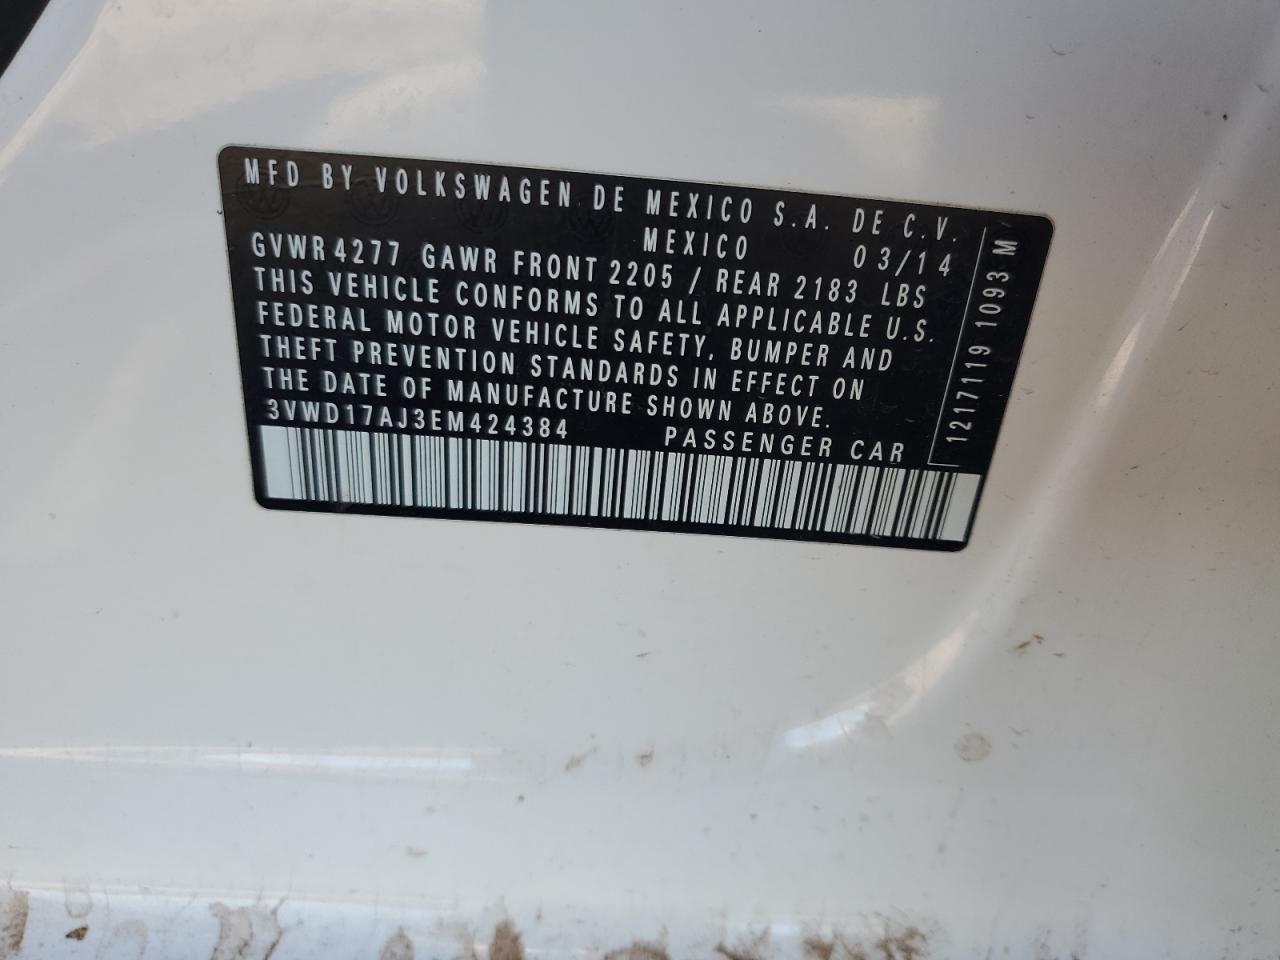 MFD BY VOLKSWAGEN DE MEXICO S.A. DE C.V.
MEXICO 03/14
GVWR 4277 GAWR FRONT 2205 / REAR 2183 LBS
THIS VEHICLE CONFORMS TO ALL APPLICABLE U.S.
FEDERAL MOTOR VEHICLE SAFETY, BUMPER AND
THEFT PREVENTION STANDARDS IN EFFECT ON
THE DATE OF MANUFACTURE SHOWN ABOVE.
3VWD17AJ3EM424384 PASSENGER CAR
1217119 1093 M